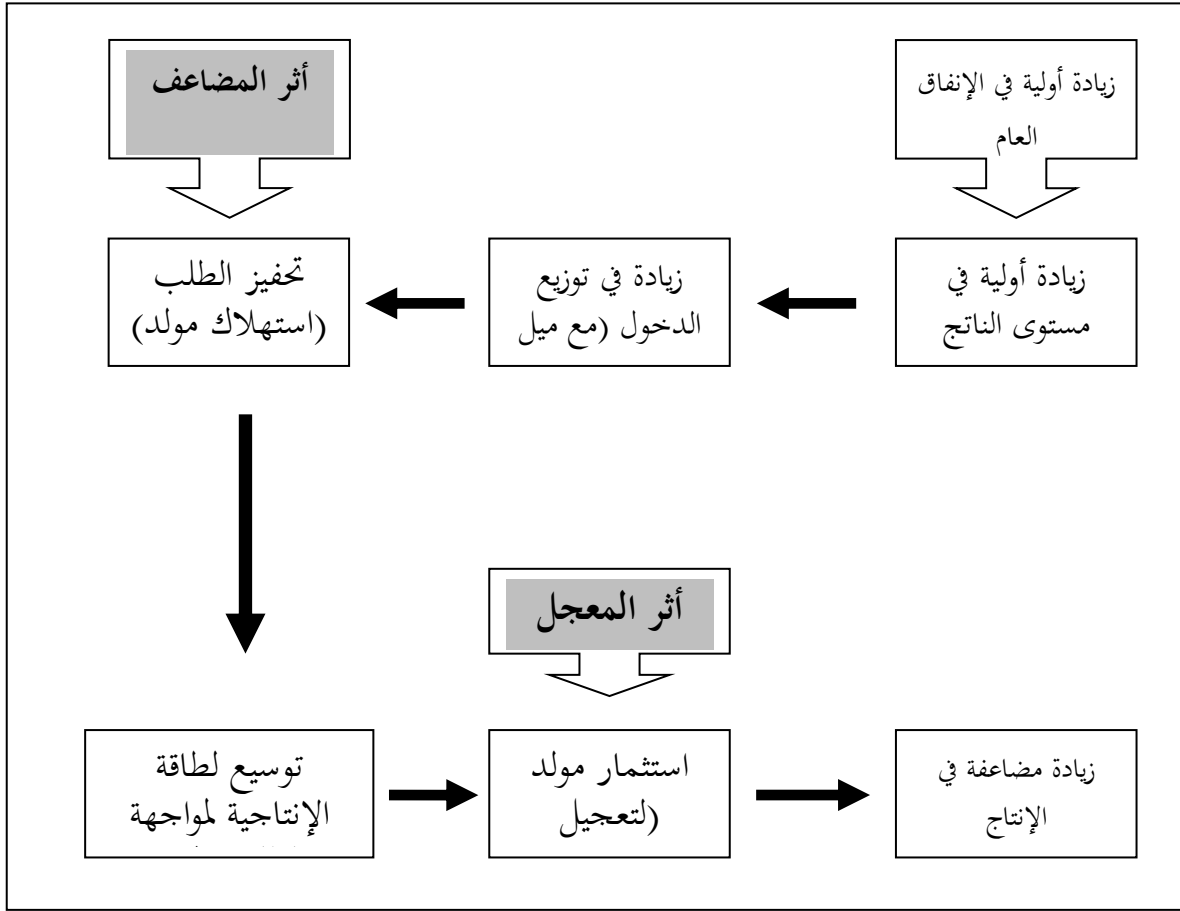 زيادة أولية في الإنفاق
العام
أثر المضاعف
زيادة أولية في
مستوى الناتج
زيادة في توزيع
الدخول (مع ميل
تحفيز الطلب
(استهلاك مولد)
أثر المعجل
توسيع لطاقة
الإنتاجية لمواجهة
استثمار مولد
(لتعجيل
زيادة مضاعفة في
الإنتاج